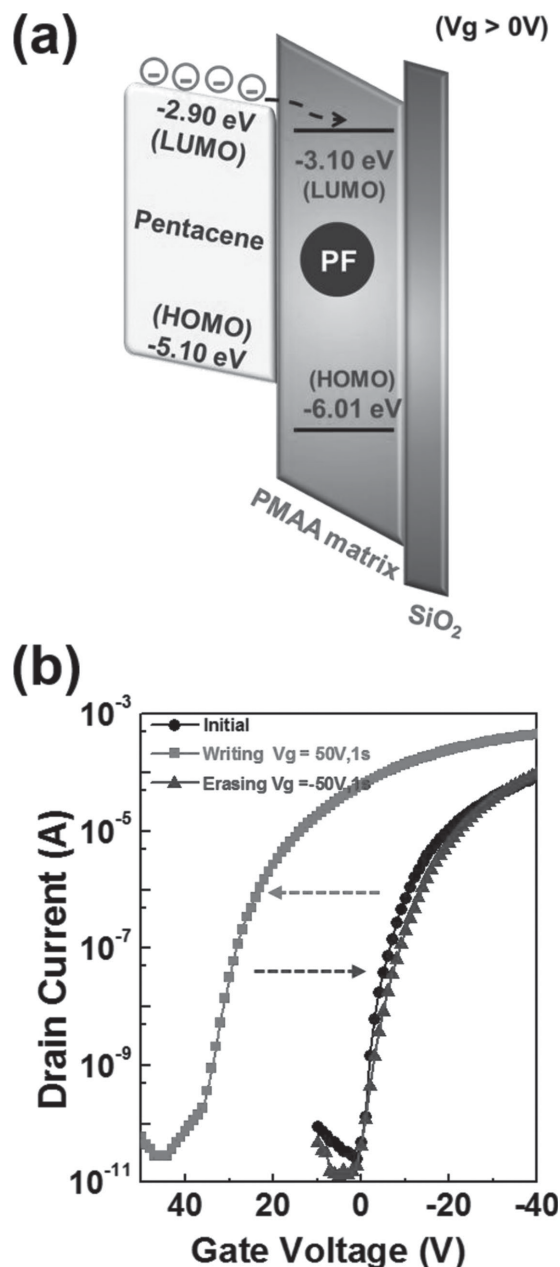 (a)
(Vg > 0V)
-2.90 eV
(LUMO)
Pentacene
(HOMO)
-5.10 eV
-3.10 eV
(LUMO)
PF
(HOMO)
-6.01 eV
PMAA matrix
SiO₂
(b)
Initial
Writing Vg = 50V,1s
Erasing Vg =-50V,1s
10⁻³
10⁻⁵
10⁻⁷
10⁻⁹
10⁻¹¹
Drain Current (A)
40 20 0 -20 -40
Gate Voltage (V)